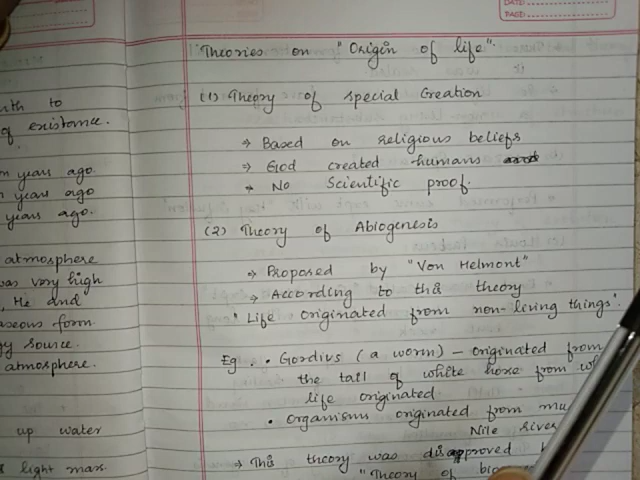 DATE
PAGE
Theories on "Origin of life".
(1) Theory of special Creation
→ Based on religious beliefs
→ God created humans
→ No Scientific proof.
(2) Theory of Abiogenesis
→ Proposed by "Von Helmont"
→ According to this theory
"Life originated from non-living things".
Eg. • Gordius (a worm) – originated from
the tail of white horse from
life originated
• Organisms originated from
Nile river
→ This theory was disapproved
"Theory of
to
of existence.
years ago.
years ago
years ago.
atmosphere
was very high
, He and
form
source.
atmosphere.
up water
light max.